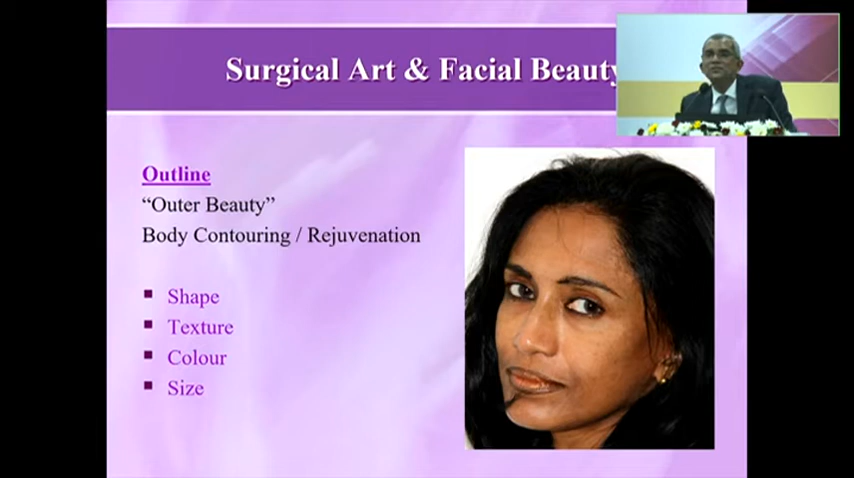 Surgical Art & Facial Beauty
Outline
“Outer Beauty”
Body Contouring / Rejuvenation
Shape
Texture
Colour
Size